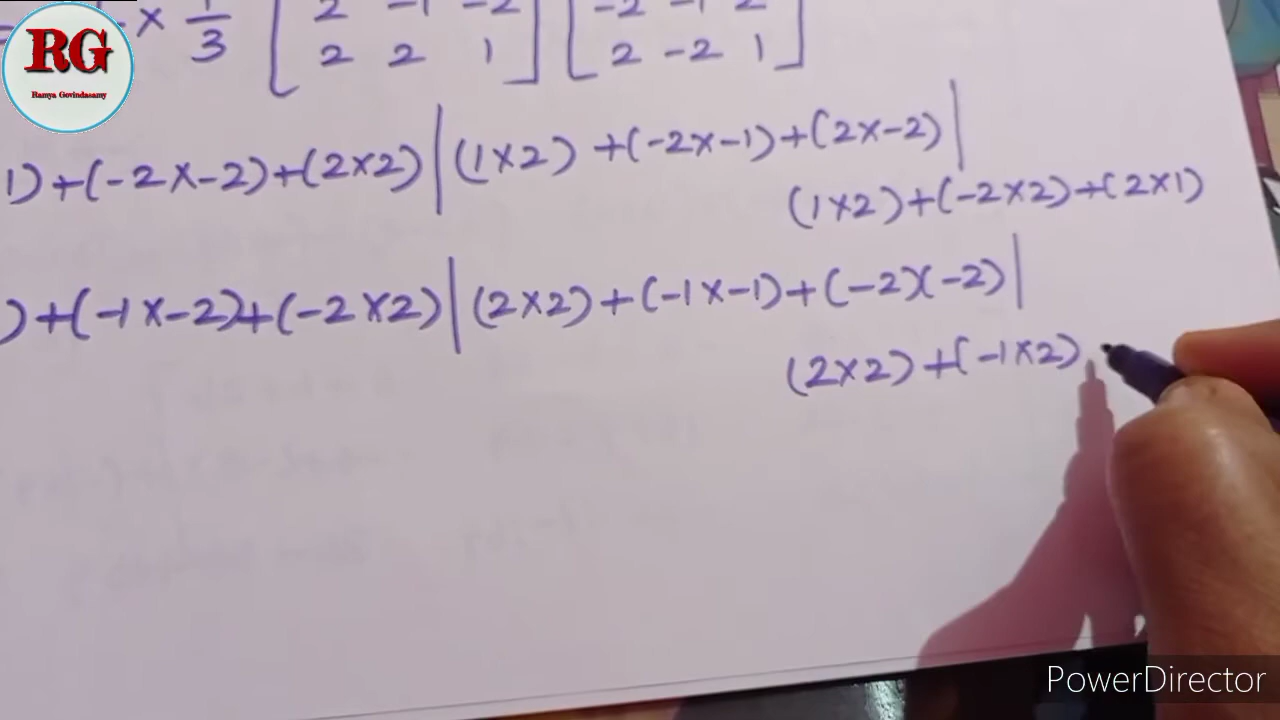 RG
Ramya Govindasamy
× 1/3 [ 2 -1 -2 ] [ -2 -1 2 ]
[ 2 2 1 ] [ 2 -2 1 ]
1)+(-2×-2)+(2×2) | (1×2) +(-2×-1)+(2×-2) |
(1×2)+(-2×2)+(2×1)
)+(-1×-2)+(-2×2) | (2×2)+(-1×-1)+(-2)(-2) |
(2×2)+(-1×2)
PowerDirector